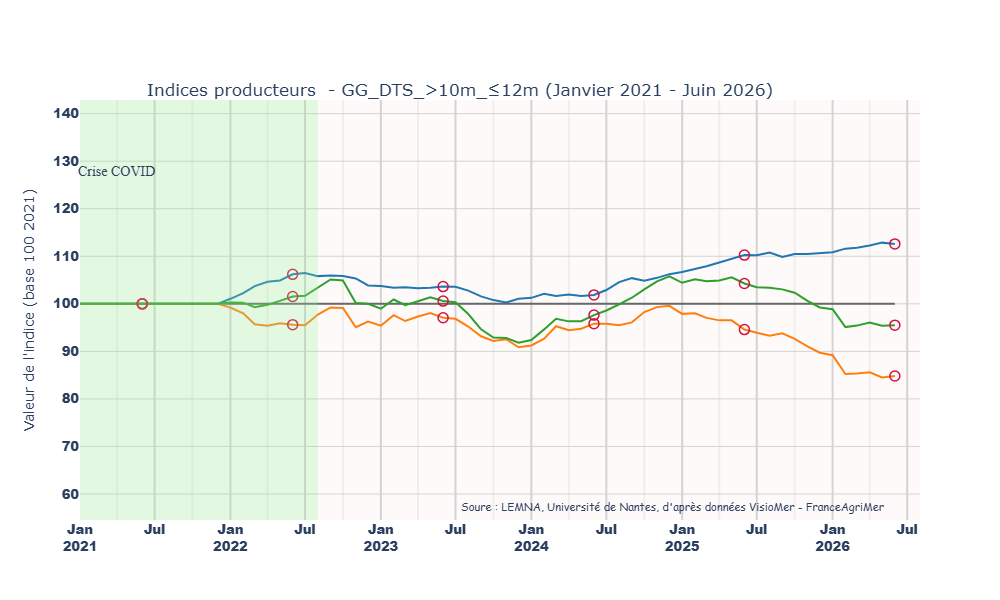 Indices producteurs  - GG_DTS_>10m_≤12m (Janvier 2021 - Juin 2026)
Valeur de l'indice (base 100 2021)
140
130
Crise COVID
120
110
100
90
80
70
60
Soure : LEMNA, Université de Nantes, d'après données VisioMer - FranceAgriMer
Jan Jul Jan Jul Jan Jul Jan Jul Jan Jul Jan Jul
2021 2022 2023 2024 2025 2026